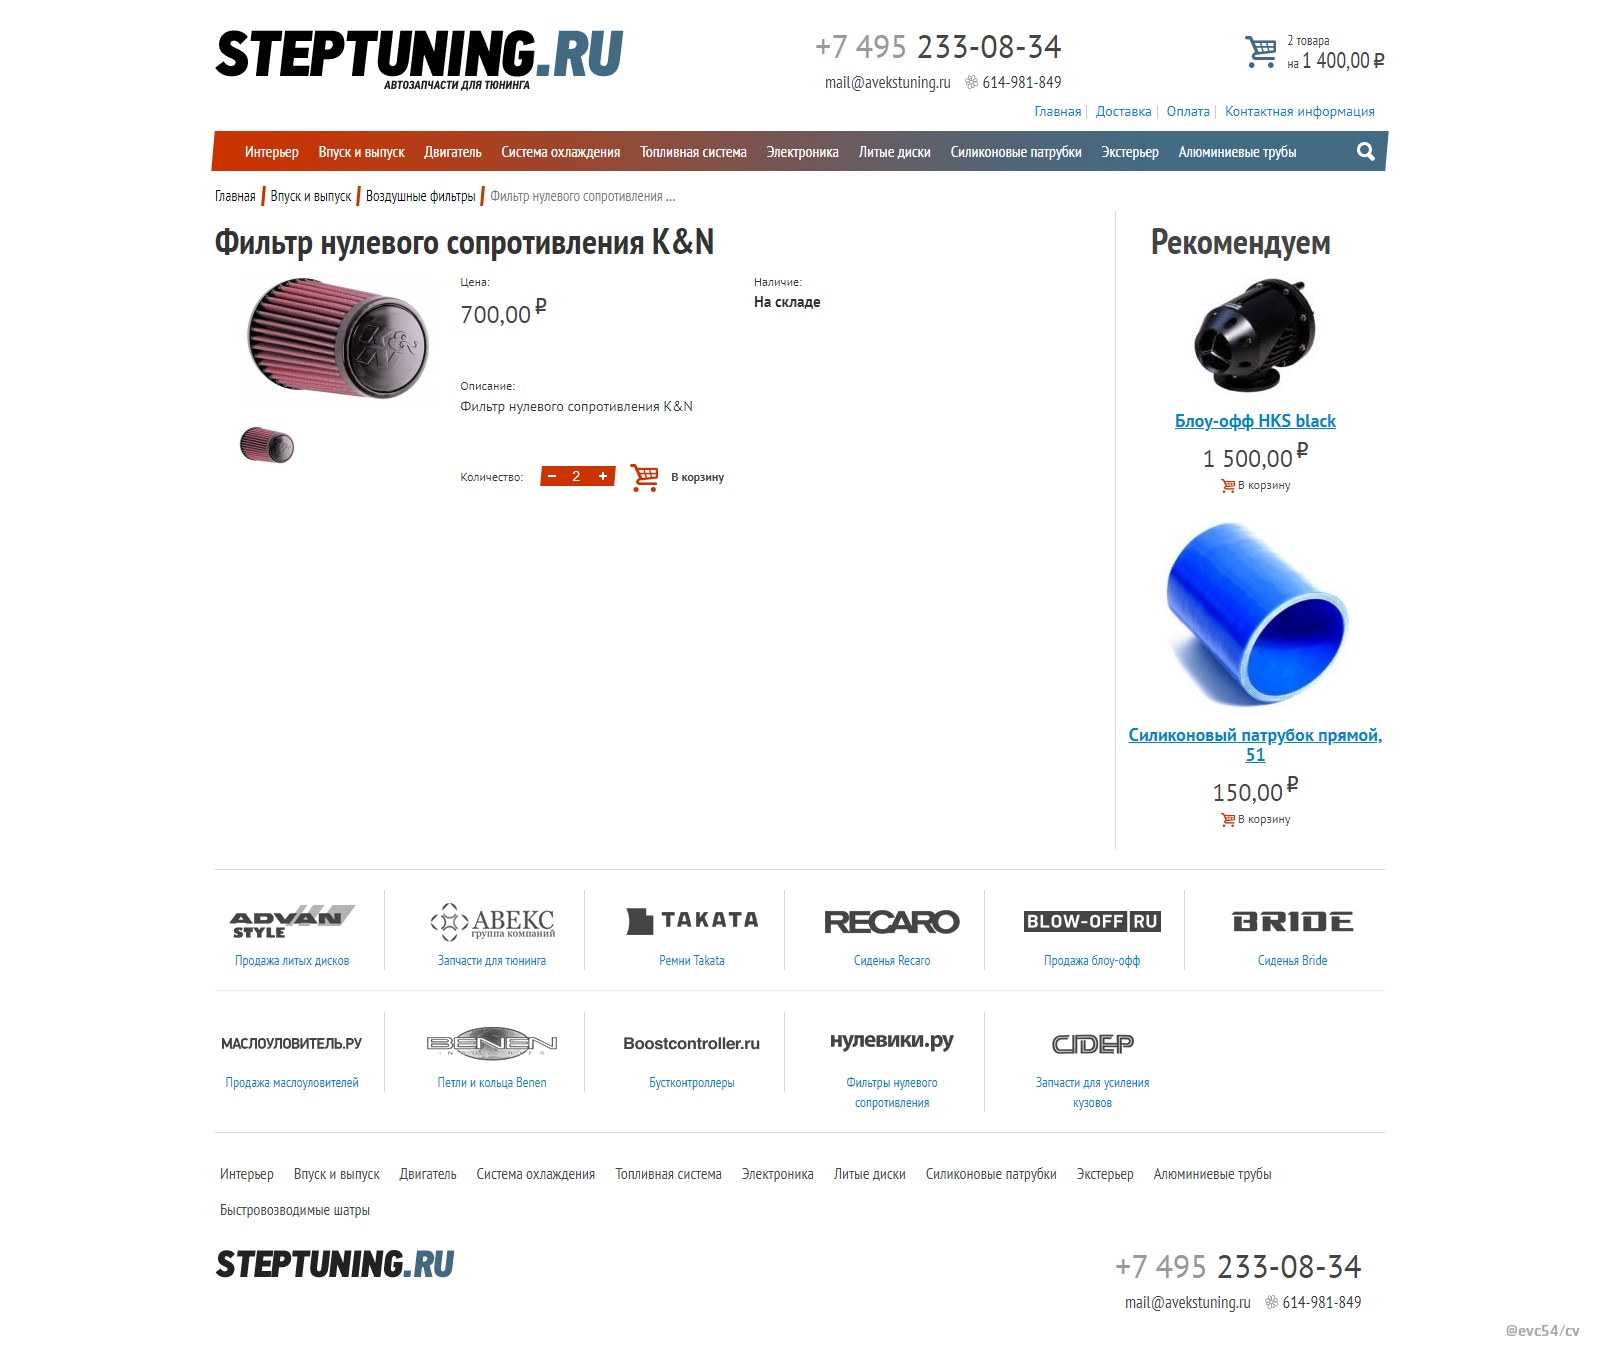 STEPTUNING.RU
АВТОЗАПЧАСТИ ДЛЯ ТЮНИНГА
+7 495 233-08-34
mail@avekstuning.ru 614-981-849
2 товара
на 1 400,00 ₽
Главная Доставка Оплата Контактная информация
Интерьер Впуск и выпуск Двигатель Система охлаждения Топливная система Электроника Литые диски Силиконовые патрубки Экстерьер Алюминиевые трубы
Главная Впуск и выпуск Воздушные фильтры Фильтр нулевого сопротивления ...
Фильтр нулевого сопротивления K&N
K&N
Цена:
700,00 ₽
Наличие:
На складе
Описание:
Фильтр нулевого сопротивления K&N
Количество: − 2 + В корзину
Рекомендуем
Блоу-офф HKS black
1 500,00 ₽
В корзину
Силиконовый патрубок прямой,
51
150,00 ₽
В корзину
ADVAN
STYLE
Продажа литых дисков
АВЕКС
группа компаний
Запчасти для тюнинга
TAKATA
Ремни Takata
RECARO
Сиденья Recaro
BLOW-OFF RU
Продажа блоу-офф
BRIDE
Сиденья Bride
МАСЛОУЛОВИТЕЛЬ.РУ
Продажа маслоуловителей
BENEN
Петли и кольца Benen
Boostcontroller.ru
Бустконтроллеры
нулевики.ру
Фильтры нулевого
сопротивления
Запчасти для усиления
кузовов
Интерьер Впуск и выпуск Двигатель Система охлаждения Топливная система Электроника Литые диски Силиконовые патрубки Экстерьер Алюминиевые трубы
Быстровозводимые шатры
STEPTUNING.RU
+7 495 233-08-34
mail@avekstuning.ru 614-981-849
@evc54/cv